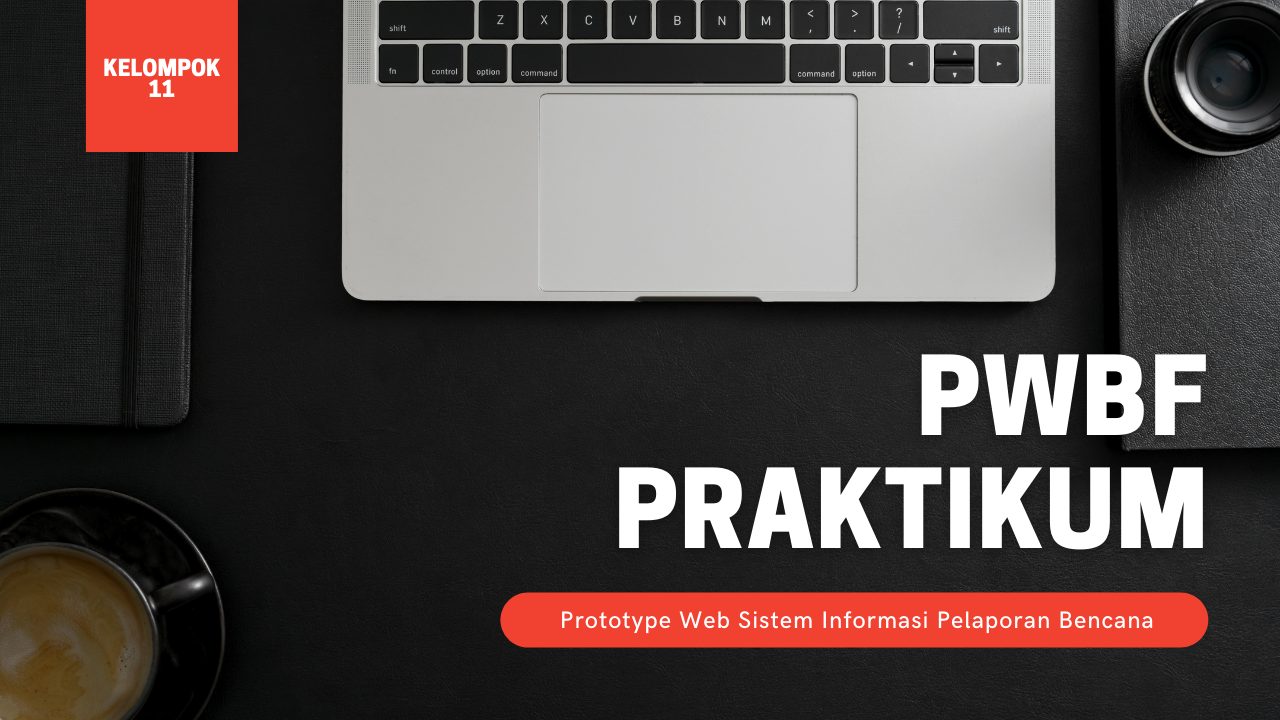 KELOMPOK
11
shift Z X C V B N M < , > . ? / shift
fn control option command command option
PWBF
PRAKTIKUM
Prototype Web Sistem Informasi Pelaporan Bencana